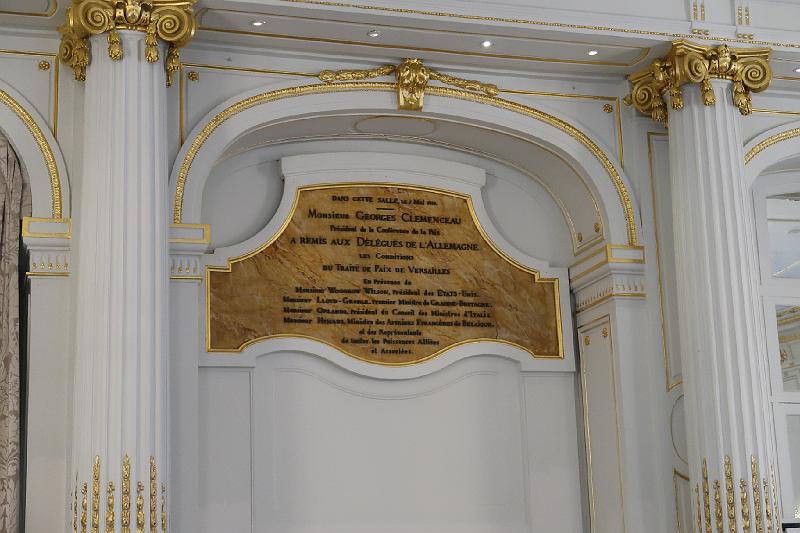 DANS CETTE SALLE, LE 7 MAI 1919,
MONSIEUR GEORGES CLEMENCEAU
Président de la Conférence de la Paix
A REMIS AUX DÉLÉGUÉS DE L'ALLEMAGNE
LES CONDITIONS
DU TRAITÉ DE PAIX DE VERSAILLES
En Présence de
MONSIEUR WOODROW WILSON, Président des ETATS-UNIS,
MONSIEUR LLOYD-GEORGE, Premier Ministre de GRANDE-BRETAGNE,
MONSIEUR ORLANDO, Président du Conseil des Ministres d'ITALIE
MONSIEUR HYMANS, Ministre des Affaires Etrangères de BELGIQUE,
et des Représentants
de toutes les Puissances Alliées
et Associées.